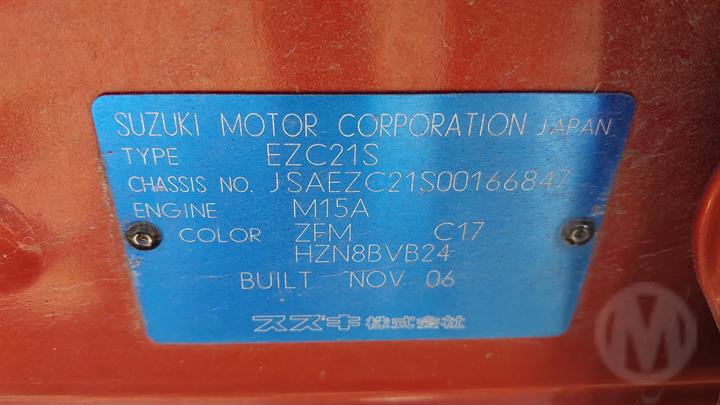 SUZUKI MOTOR CORPORATION JAPAN
TYPE EZC21S
CHASSIS NO. JSAEZC21S00166847
ENGINE M15A
COLOR ZFM C17
HZN8BVB24
BUILT NOV 06
スズキ株式会社
M